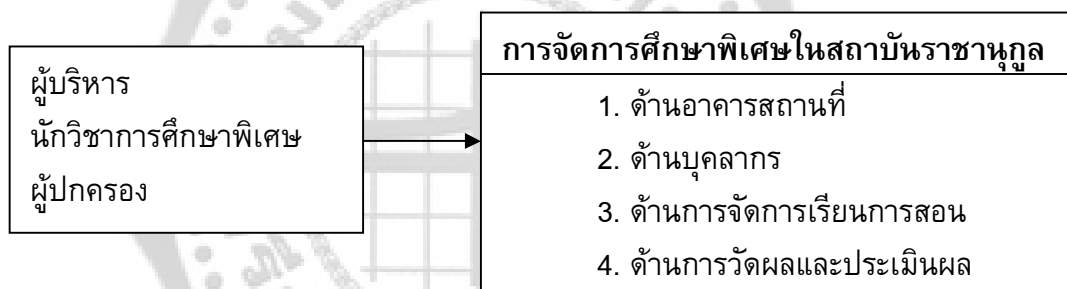 ผู้บริหาร
นักวิชาการศึกษาพิเศษ
ผู้ปกครอง
การจัดการศึกษาพิเศษในสถาบันราชานุกูล
1. ด้านอาคารสถานที่
2. ด้านบุคลากร
3. ด้านการจัดการเรียนการสอน
4. ด้านการวัดผลและประเมินผล